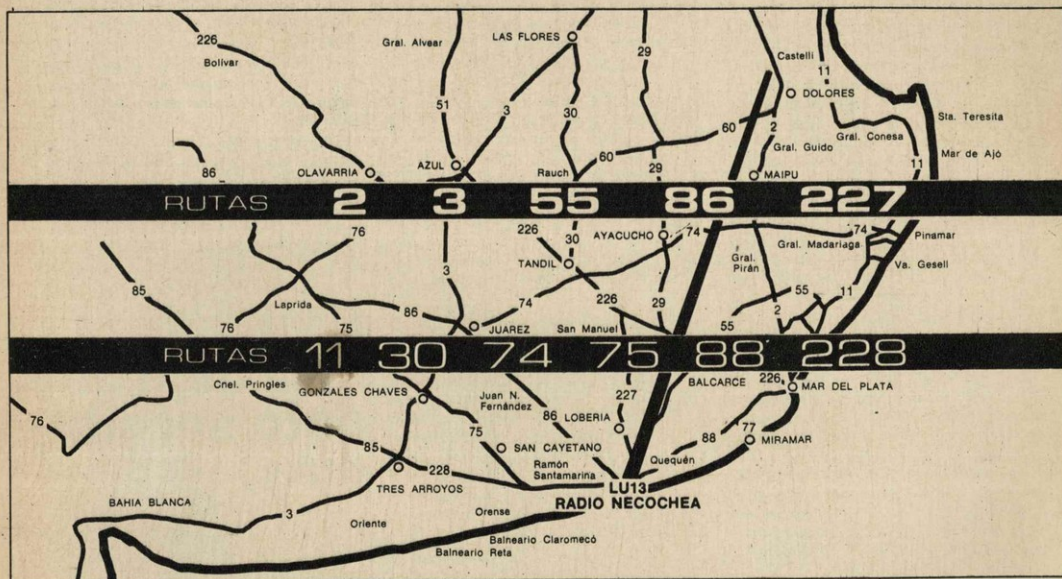 226
Bolívar
Gral. Alvear
LAS FLORES
29
Castelli
11
DOLORES
51
3
30
60
2
Sta. Teresita
Gral. Conesa
Gral. Guido
Mar de Ajó
11
86
OLAVARRIA
AZUL
Rauch
60
29
MAIPU
RUTAS 2 3 55 86 227
76
226
30
AYACUCHO
74
74
Pinamar
Gral. Madariaga
Va. Gesell
Gral. Pirán
85
3
TANDIL
Laprida
86
74
226
29
55
11
76
75
JUAREZ
San Manuel
55
2
RUTAS 11 30 74 75 88 228
Cnel. Pringles
GONZALES CHAVES
Juan N. Fernández
BALCARCE
226
MAR DEL PLATA
227
76
86
LOBERIA
75
88
77
MIRAMAR
85
SAN CAYETANO
Quequén
228
Ramón Santamarina
TRES ARROYOS
LU13
RADIO NECOCHEA
BAHIA BLANCA
3
Oriente
Orense
Balneario Claromecó
Balneario Reta